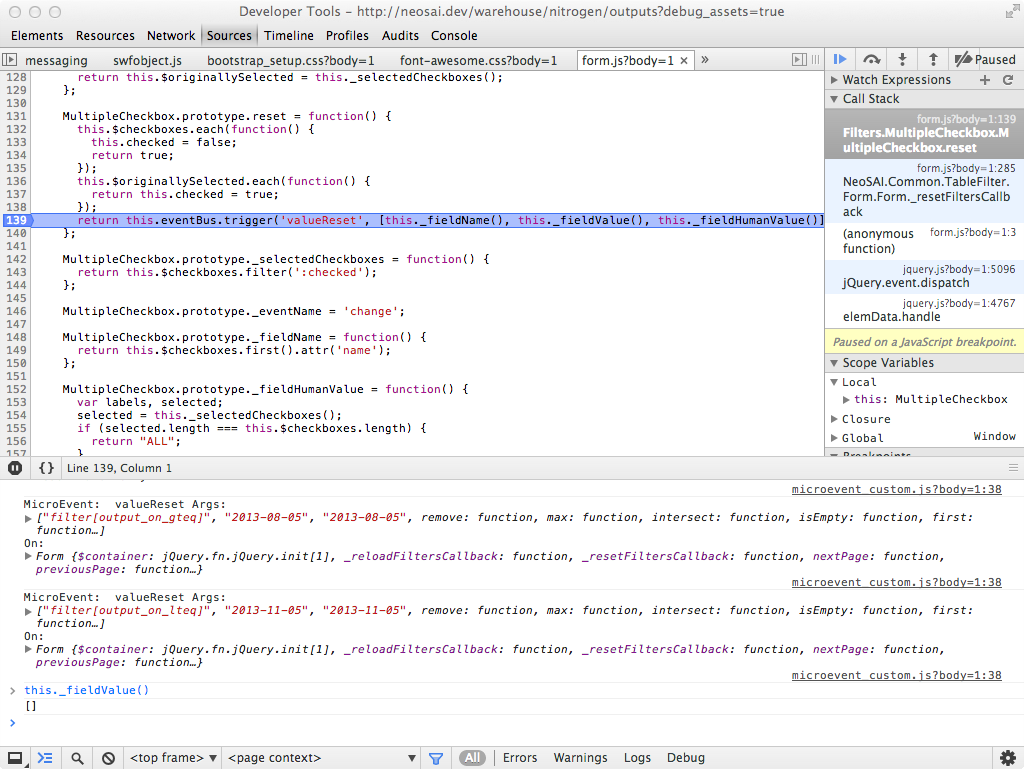 Developer Tools - http://neosai.dev/warehouse/nitrogen/outputs?debug_assets=true
Elements Resources Network Sources Timeline Profiles Audits Console
messaging swfobject.js bootstrap_setup.css?body=1 font-awesome.css?body=1 form.js?body=1 × » Paused
128 return this.$originallySelected = this._selectedCheckboxes();
129 };
130
131 MultipleCheckbox.prototype.reset = function() {
132 this.$checkboxes.each(function() {
133 this.checked = false;
134 return true;
135 });
136 this.$originallySelected.each(function() {
137 return this.checked = true;
138 });
139 return this.eventBus.trigger('valueReset', [this._fieldName(), this._fieldValue(), this._fieldHumanValue()]
140 };
141
142 MultipleCheckbox.prototype._selectedCheckboxes = function() {
143 return this.$checkboxes.filter(':checked');
144 };
145
146 MultipleCheckbox.prototype._eventName = 'change';
147
148 MultipleCheckbox.prototype._fieldName = function() {
149 return this.$checkboxes.first().attr('name');
150 };
151
152 MultipleCheckbox.prototype._fieldHumanValue = function() {
153 var labels, selected;
154 selected = this._selectedCheckboxes();
155 if (selected.length === this.$checkboxes.length) {
156 return "ALL";
157 }
Watch Expressions
Call Stack
form.js?body=1:139
Filters.MultipleCheckbox.M
ultipleCheckbox.reset
form.js?body=1:285
NeoSAI.Common.TableFilter.
Form.Form._resetFiltersCallb
ack
(anonymous form.js?body=1:3
function)
jquery.js?body=1:5096
jQuery.event.dispatch
jquery.js?body=1:4767
elemData.handle
Paused on a JavaScript breakpoint.
Scope Variables
Local
this: MultipleCheckbox
Closure
Global Window
Breakpoints
{} Line 139, Column 1
microevent_custom.js?body=1:38
MicroEvent: valueReset Args:
["filter[output_on_gteq]", "2013-08-05", "2013-08-05", remove: function, max: function, intersect: function, isEmpty: function, first:
function…]
On:
Form {$container: jQuery.fn.jQuery.init[1], _reloadFiltersCallback: function, _resetFiltersCallback: function, nextPage: function,
previousPage: function…}
microevent_custom.js?body=1:38
MicroEvent: valueReset Args:
["filter[output_on_lteq]", "2013-11-05", "2013-11-05", remove: function, max: function, intersect: function, isEmpty: function, first:
function…]
On:
Form {$container: jQuery.fn.jQuery.init[1], _reloadFiltersCallback: function, _resetFiltersCallback: function, nextPage: function,
previousPage: function…}
microevent_custom.js?body=1:38
> this._fieldValue()
[]
>
<top frame> <page context> All Errors Warnings Logs Debug